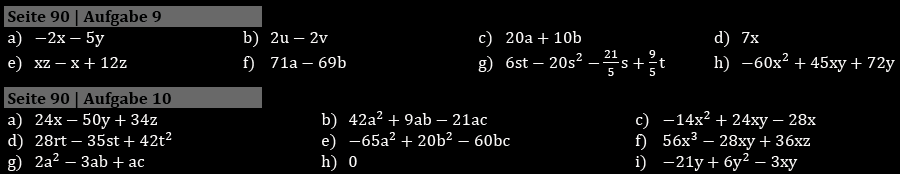 Seite 90 | Aufgabe 9
a) −2x − 5y b) 2u − 2v c) 20a + 10b d) 7x
e) xz − x + 12z f) 71a − 69b g) 6st − 20s² − 21/5 s + 9/5 t h) −60x² + 45xy + 72y
Seite 90 | Aufgabe 10
a) 24x − 50y + 34z b) 42a² + 9ab − 21ac c) −14x² + 24xy − 28x
d) 28rt − 35st + 42t² e) −65a² + 20b² − 60bc f) 56x³ − 28xy + 36xz
g) 2a² − 3ab + ac h) 0 i) −21y + 6y² − 3xy